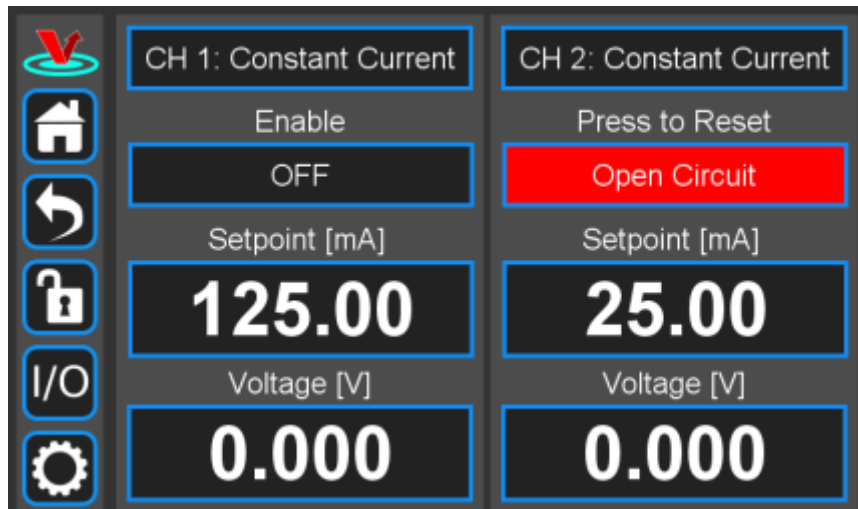 CH 1: Constant Current
Enable
OFF
Setpoint [mA]
125.00
Voltage [V]
0.000
CH 2: Constant Current
Press to Reset
Open Circuit
Setpoint [mA]
25.00
Voltage [V]
0.000
I/O